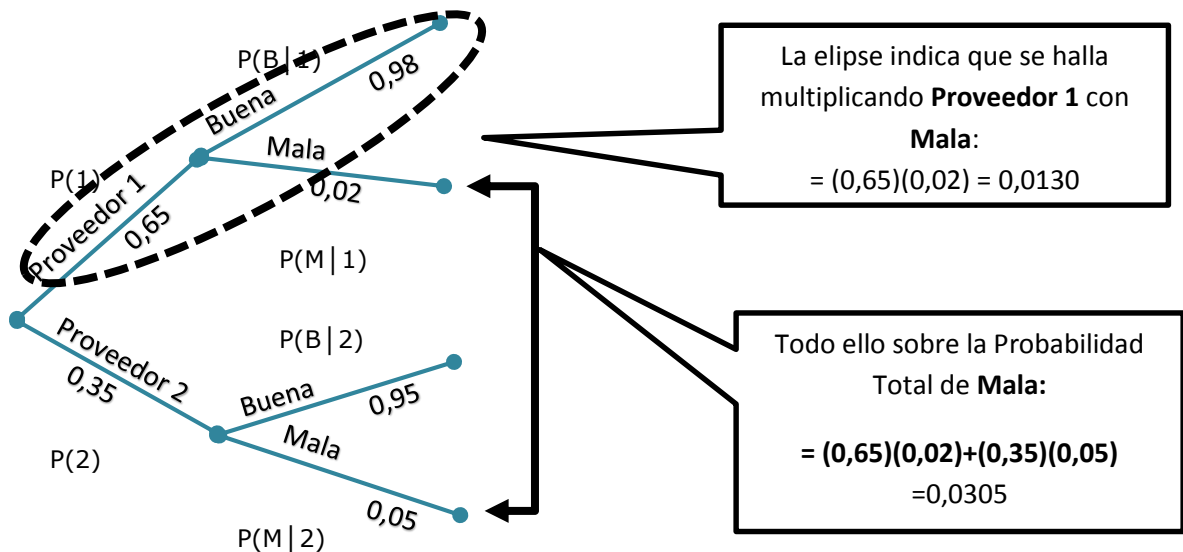 P(B|1)
Buena
0,98
Mala
0,02
P(1)
Proveedor 1
0,65
P(M|1)
P(B|2)
Proveedor 2
0,35
Buena
0,95
Mala
0,05
P(2)
P(M|2)
La elipse indica que se halla
multiplicando Proveedor 1 con
Mala:
= (0,65)(0,02) = 0,0130
Todo ello sobre la Probabilidad
Total de Mala:
= (0,65)(0,02)+(0,35)(0,05)
=0,0305